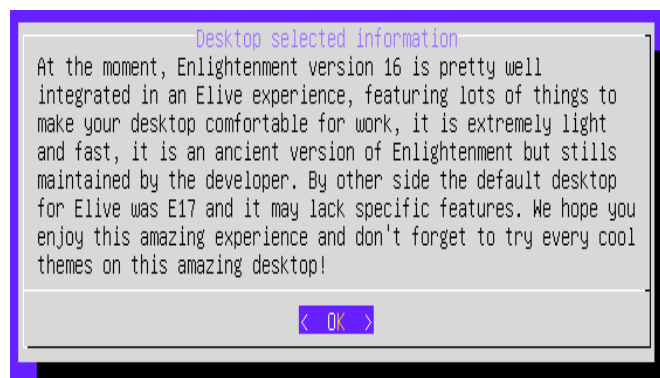 Desktop selected information
At the moment, Enlightenment version 16 is pretty well
integrated in an Elive experience, featuring lots of things to
make your desktop comfortable for work, it is extremely light
and fast, it is an ancient version of Enlightenment but stills
maintained by the developer. By other side the default desktop
for Elive was E17 and it may lack specific features. We hope you
enjoy this amazing experience and don't forget to try every cool
themes on this amazing desktop!
< OK >